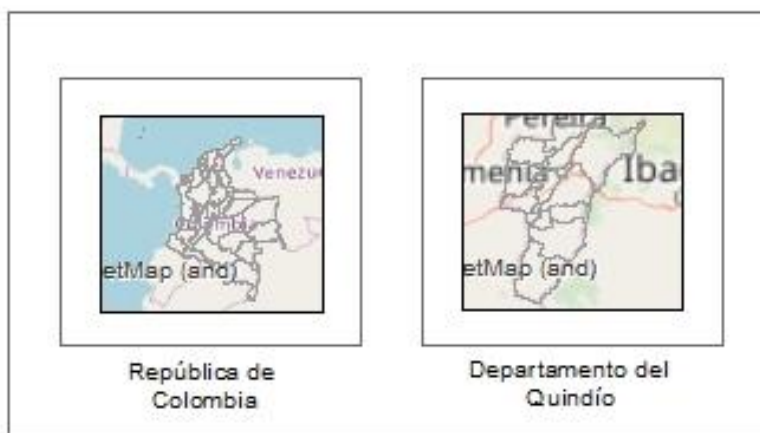 Venezu
Colombia
etMap (and)
República de
Colombia
Pereira
menia
Iba
etMap (and)
Departamento del
Quindío